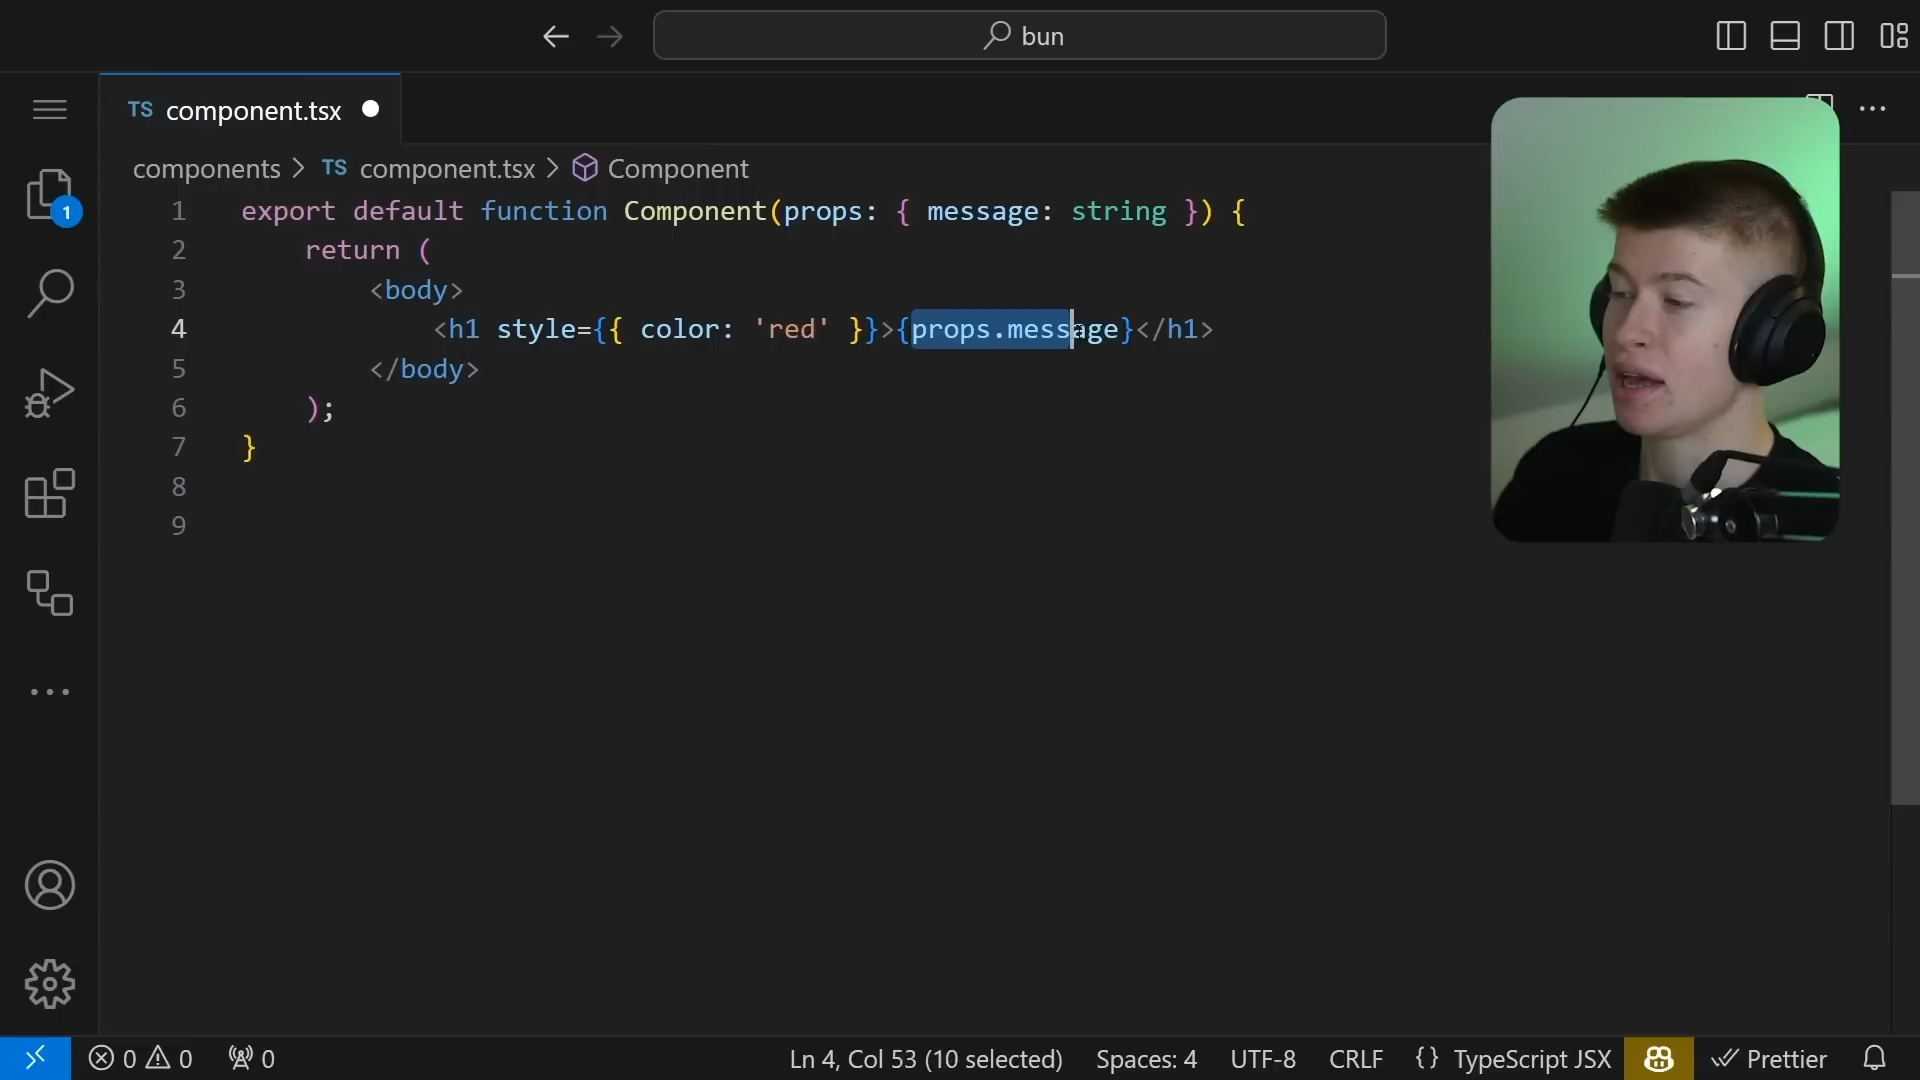 bun
TS component.tsx
components > TS component.tsx > Component
1
1 export default function Component(props: { message: string }) {
2 return (
3 <body>
4 <h1 style={{ color: 'red' }}>{props.message}</h1>
5 </body>
6 );
7 }
8
9
0 0 0 Ln 4, Col 53 (10 selected) Spaces: 4 UTF-8 CRLF {} TypeScript JSX Prettier